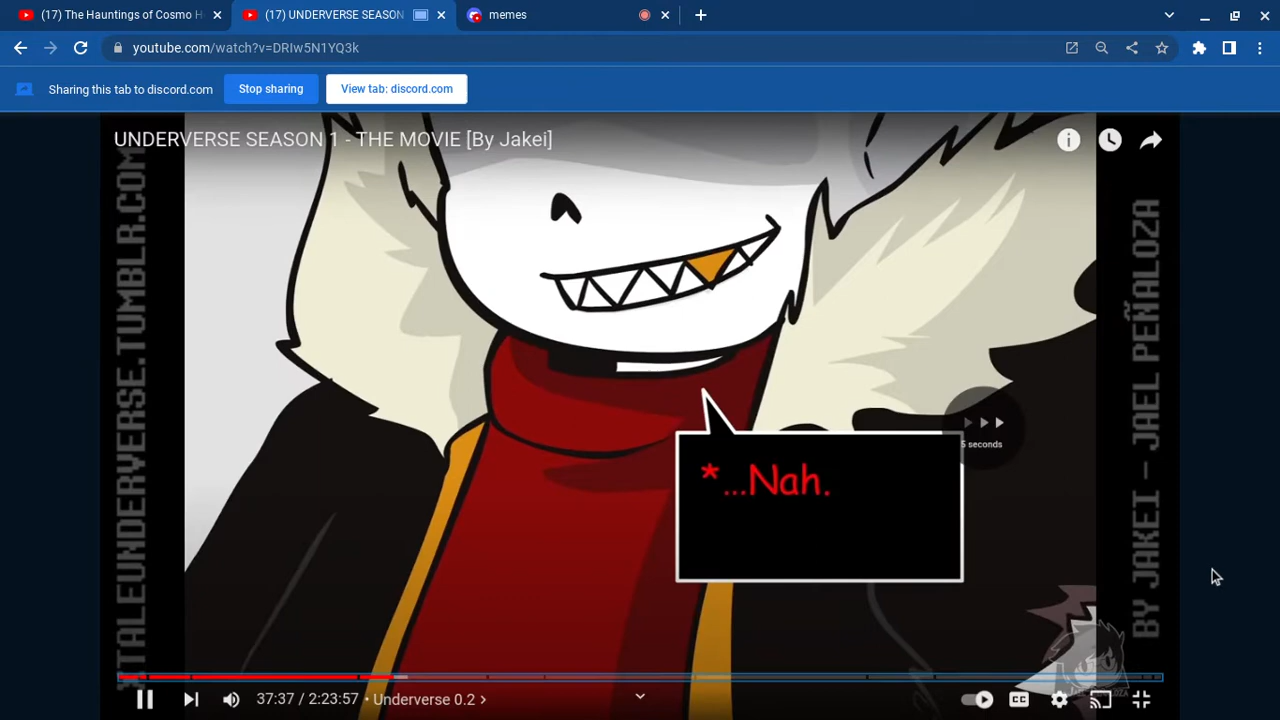 (17) The Hauntings of Cosmo H
(17) UNDERVERSE SEASON
memes
youtube.com/watch?v=DRIw5N1YQ3k
Sharing this tab to discord.com
Stop sharing
View tab: discord.com
UNDERVERSE SEASON 1 - THE MOVIE [By Jakei]
XTALEUNDERVERSE.TUMBLR.COM
BY JAKEI - JAEL PEÑALOZA
5 seconds
*...Nah.
37:37 / 2:23:57 • Underverse 0.2 >
CC